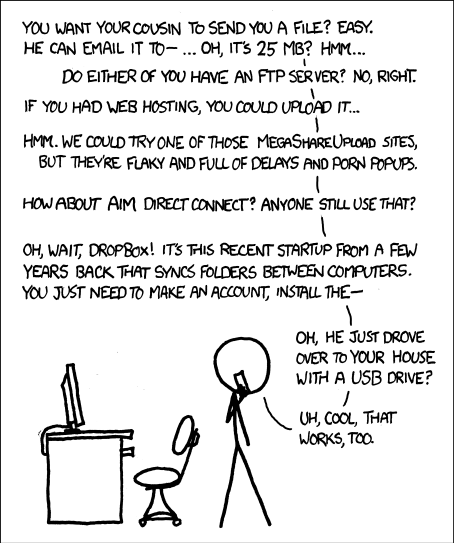 YOU WANT YOUR COUSIN TO SEND YOU A FILE? EASY.
HE CAN EMAIL IT TO— ... OH, IT'S 25 MB? HMM...
DO EITHER OF YOU HAVE AN FTP SERVER? NO, RIGHT.
IF YOU HAD WEB HOSTING, YOU COULD UPLOAD IT...
HMM. WE COULD TRY ONE OF THOSE MEGASHAREUPLOAD SITES,
BUT THEY'RE FLAKY AND FULL OF DELAYS AND PORN POPUPS.
HOW ABOUT AIM DIRECT CONNECT? ANYONE STILL USE THAT?
OH, WAIT, DROPBOX! IT'S THIS RECENT STARTUP FROM A FEW
YEARS BACK THAT SYNCS FOLDERS BETWEEN COMPUTERS.
YOU JUST NEED TO MAKE AN ACCOUNT, INSTALL THE—
OH, HE JUST DROVE
OVER TO YOUR HOUSE
WITH A USB DRIVE?
UH, COOL, THAT
WORKS, TOO.